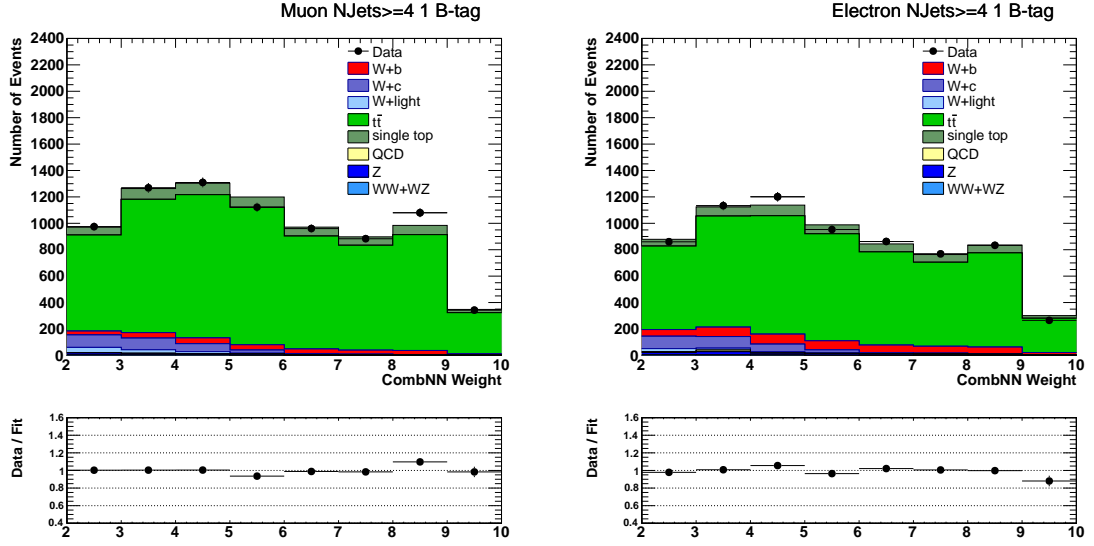 Muon NJets>=4 1 B-tag
Number of Events
2400
2200
2000
1800
1600
1400
1200
1000
800
600
400
200
0
Data
W+b
W+c
W+light
tt̄
single top
QCD
Z
WW+WZ
2 3 4 5 6 7 8 9 10
CombNN Weight
Data / Fit
1.6
1.4
1.2
1
0.8
0.6
0.4
2 3 4 5 6 7 8 9 10
Electron NJets>=4 1 B-tag
Number of Events
2400
2200
2000
1800
1600
1400
1200
1000
800
600
400
200
0
Data
W+b
W+c
W+light
tt̄
single top
QCD
Z
WW+WZ
2 3 4 5 6 7 8 9 10
CombNN Weight
Data / Fit
1.6
1.4
1.2
1
0.8
0.6
0.4
2 3 4 5 6 7 8 9 10